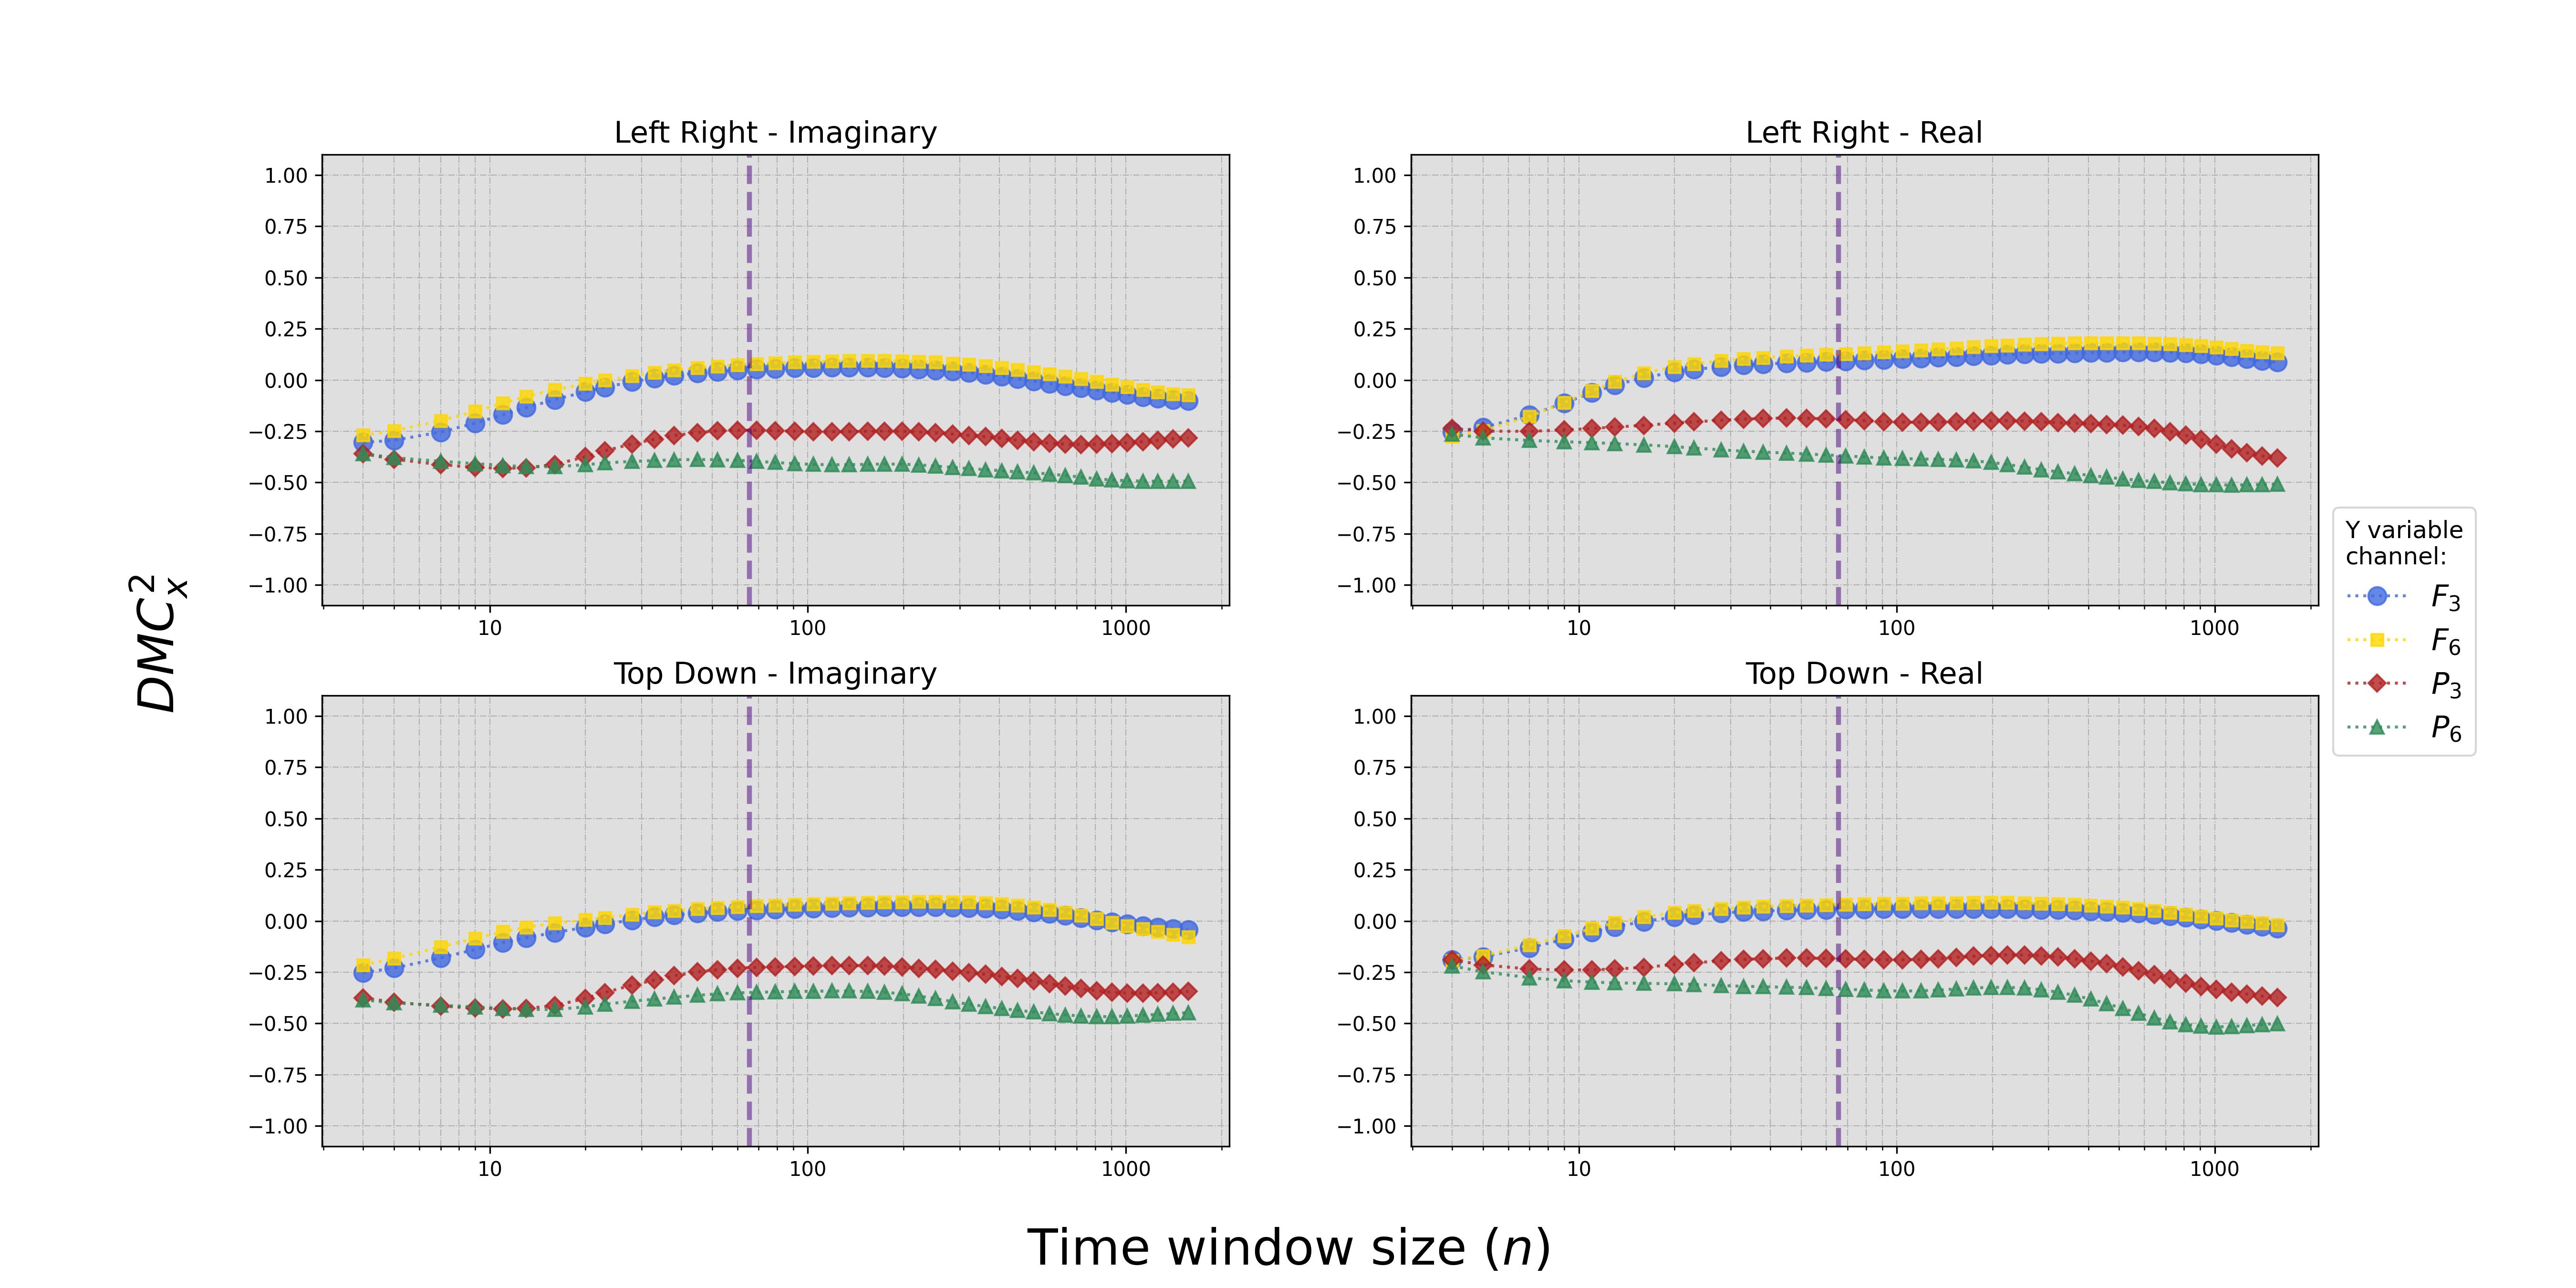 Left Right - Imaginary
1.00
0.75
0.50
0.25
0.00
−0.25
−0.50
−0.75
−1.00
10 100 1000
Left Right - Real
1.00
0.75
0.50
0.25
0.00
−0.25
−0.50
−0.75
−1.00
10 100 1000
Top Down - Imaginary
1.00
0.75
0.50
0.25
0.00
−0.25
−0.50
−0.75
−1.00
10 100 1000
Top Down - Real
1.00
0.75
0.50
0.25
0.00
−0.25
−0.50
−0.75
−1.00
10 100 1000
Y variable
channel:
F₃
F₆
P₃
P₆
DMC²ₓ
Time window size (n)